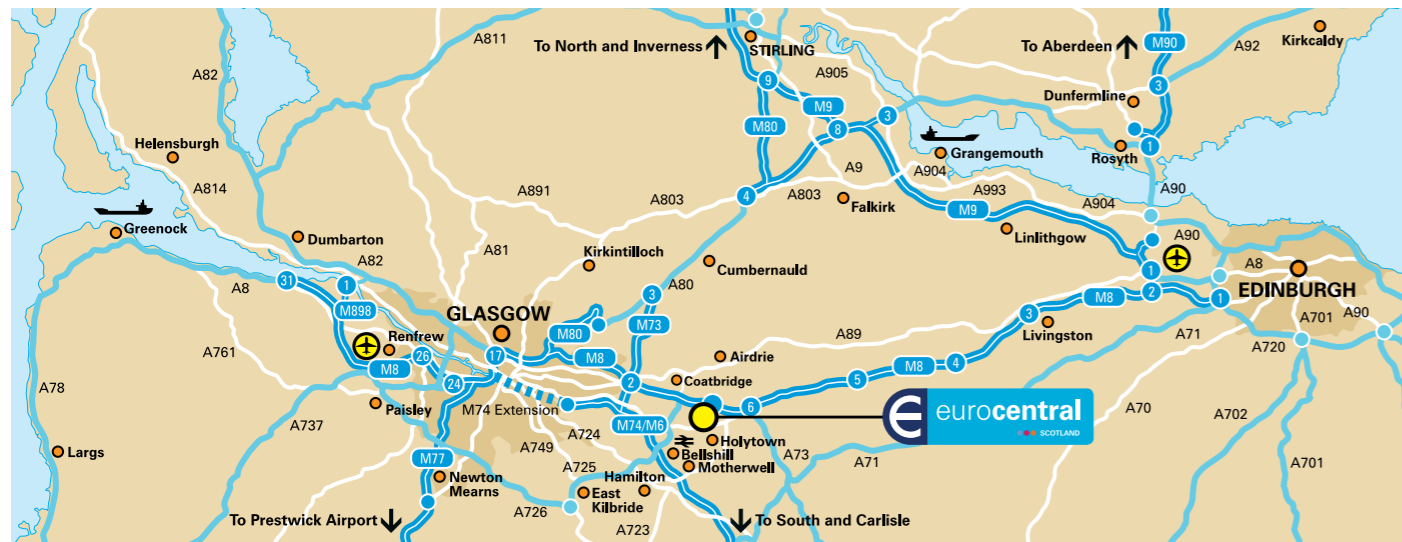 A811
To North and Inverness
STIRLING
To Aberdeen
M90
A92
Kirkcaldy
A82
A905
9
3
Dunfermline
M9
M80
8
3
Helensburgh
Grangemouth
1
Rosyth
A814
A891
A803
4
A803
A9
A904
A993
A904
A90
Falkirk
M9
Greenock
Dumbarton
A81
Kirkintilloch
Linlithgow
A90
A82
Cumbernauld
A8
31
1
A80
1
A8
EDINBURGH
M898
GLASGOW
3
2
M8
1
Renfrew
M80
M73
3
Livingston
A701
A90
A761
26
17
M8
Airdrie
A89
A71
A720
M8
24
2
Coatbridge
5
M8
4
A78
Paisley
M74 Extension
6
eurocentral
SCOTLAND
A70
A702
A737
A749
A724
M74/M6
Holytown
Largs
M77
A725
Bellshill
A73
A71
A701
Newton
Mearns
Hamilton
Motherwell
East
Kilbride
A726
A723
To Prestwick Airport
To South and Carlisle